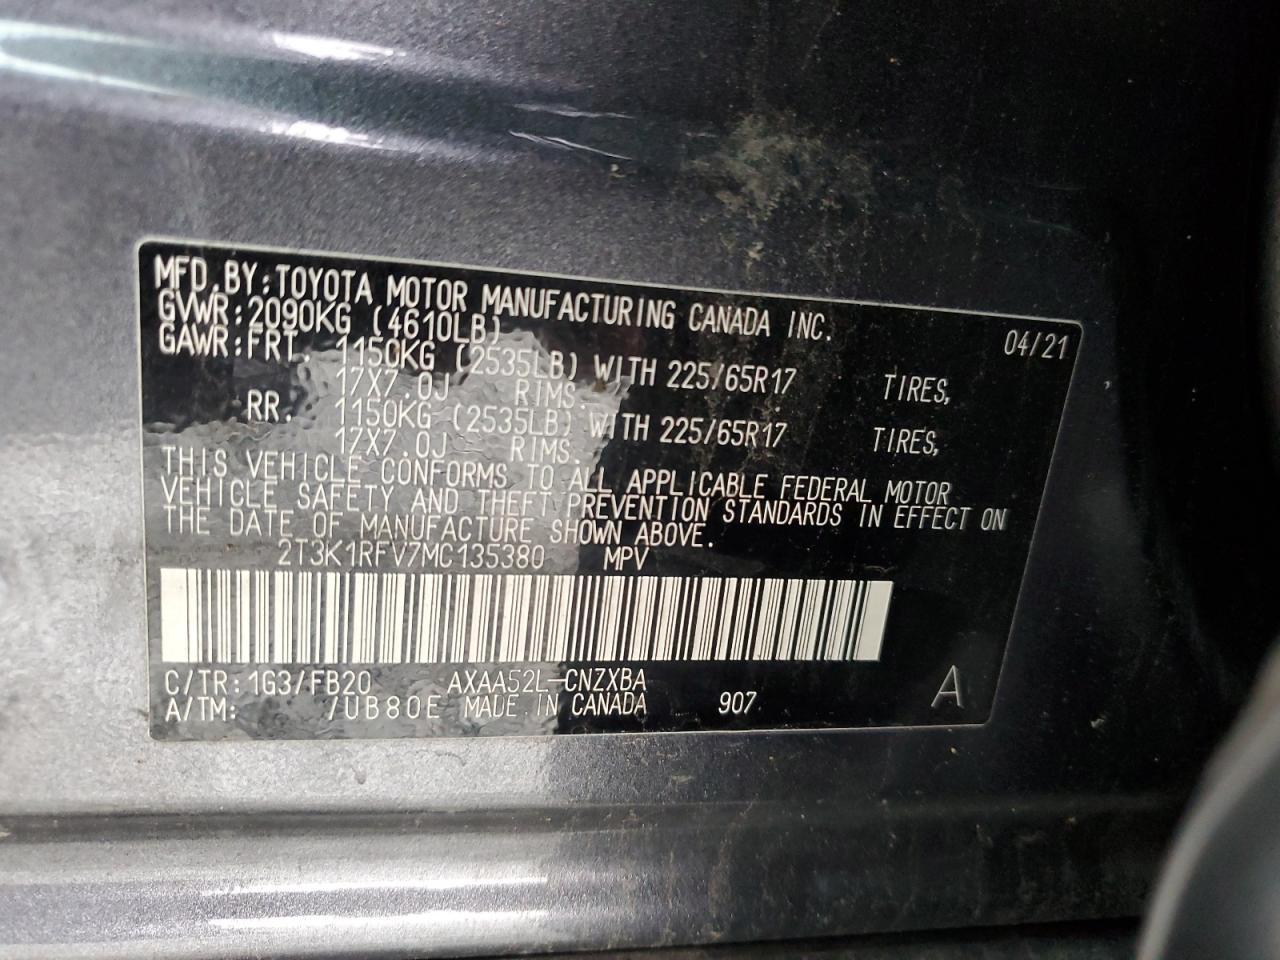 MFD.BY:TOYOTA MOTOR MANUFACTURING CANADA INC. 04/21
GVWR:2090KG (4610LB)
GAWR:FRT. 1150KG (2535LB) WITH 225/65R17 TIRES,
17X7.0J RIMS.
RR. 1150KG (2535LB) WITH 225/65R17 TIRES,
17X7.0J RIMS.
THIS VEHICLE CONFORMS TO ALL APPLICABLE FEDERAL MOTOR
VEHICLE SAFETY AND THEFT PREVENTION STANDARDS IN EFFECT ON
THE DATE OF MANUFACTURE SHOWN ABOVE.
2T3K1RFV7MC135380 MPV
C/TR:1G3/FB20 AXAA52L-CNZXBA
A/TM: /UB80E MADE IN CANADA 907 A